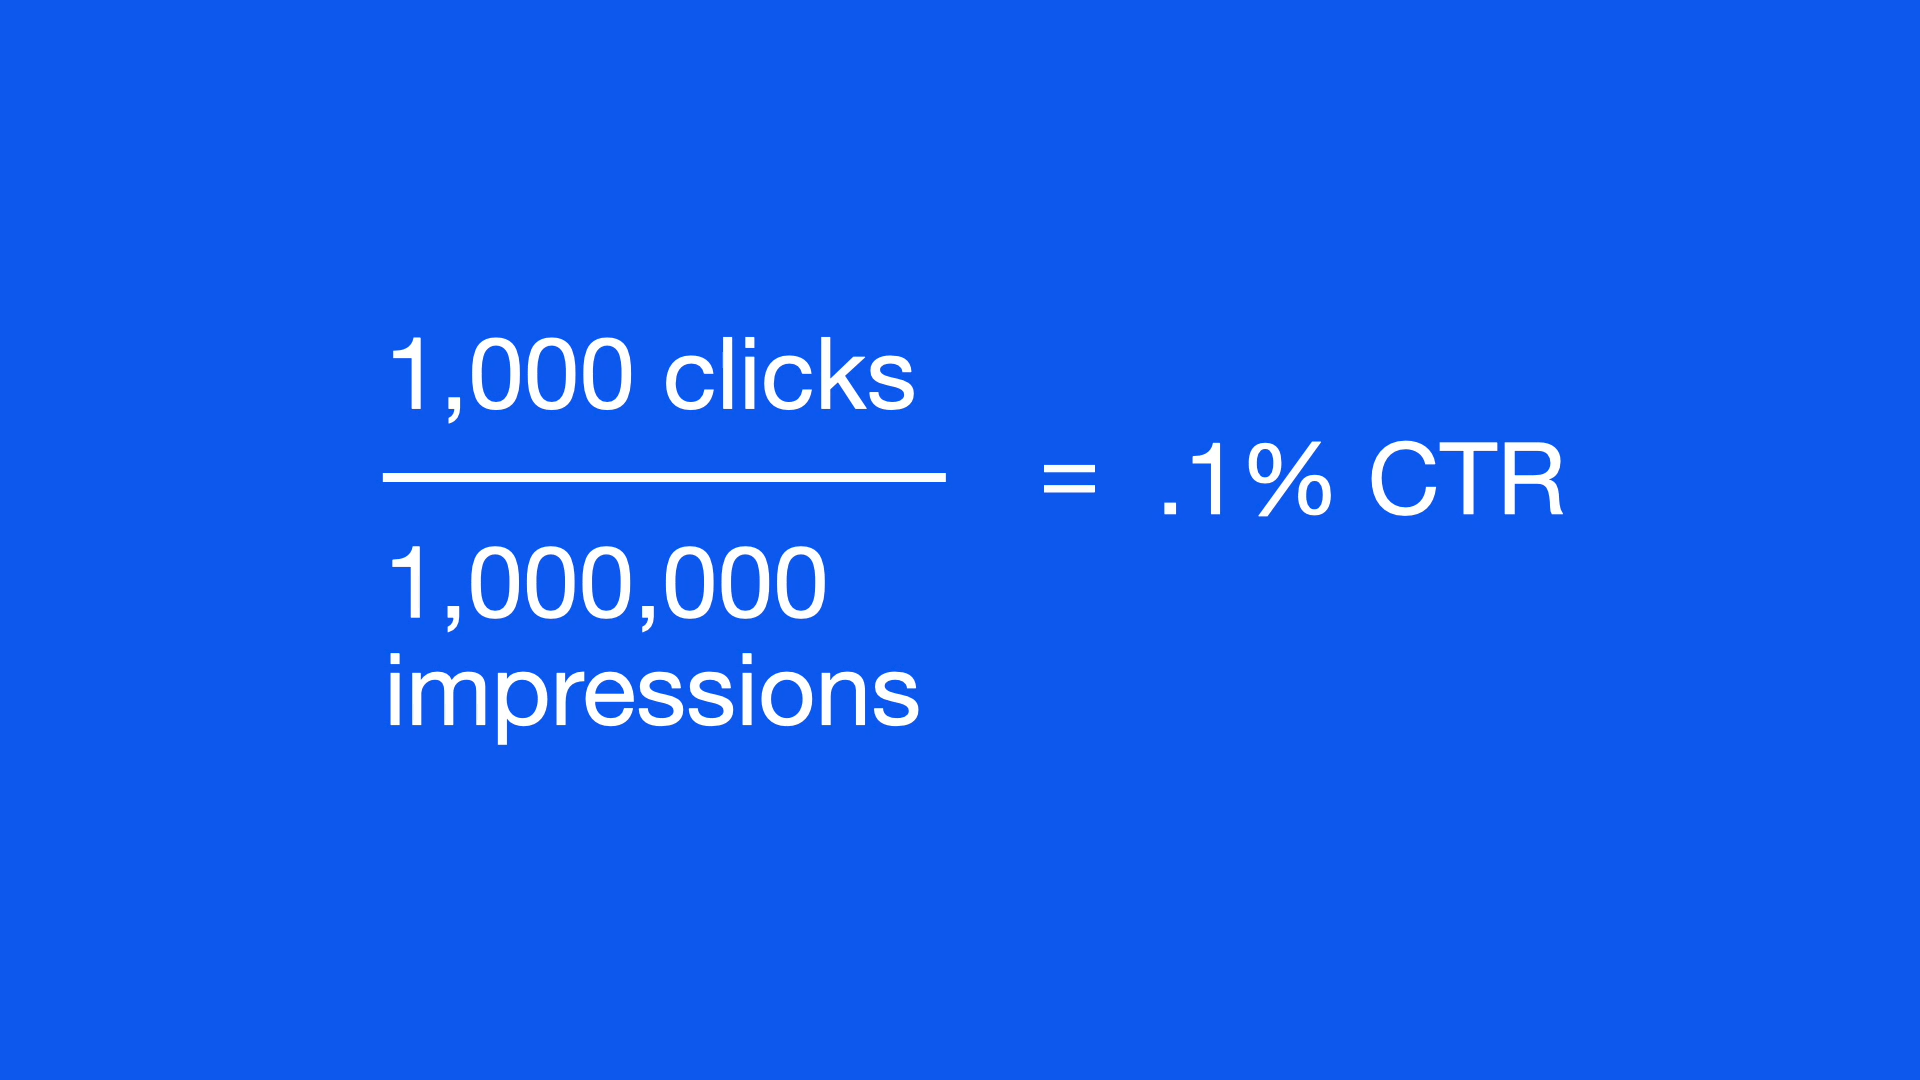 1,000 clicks
1,000,000
impressions
= .1% CTR